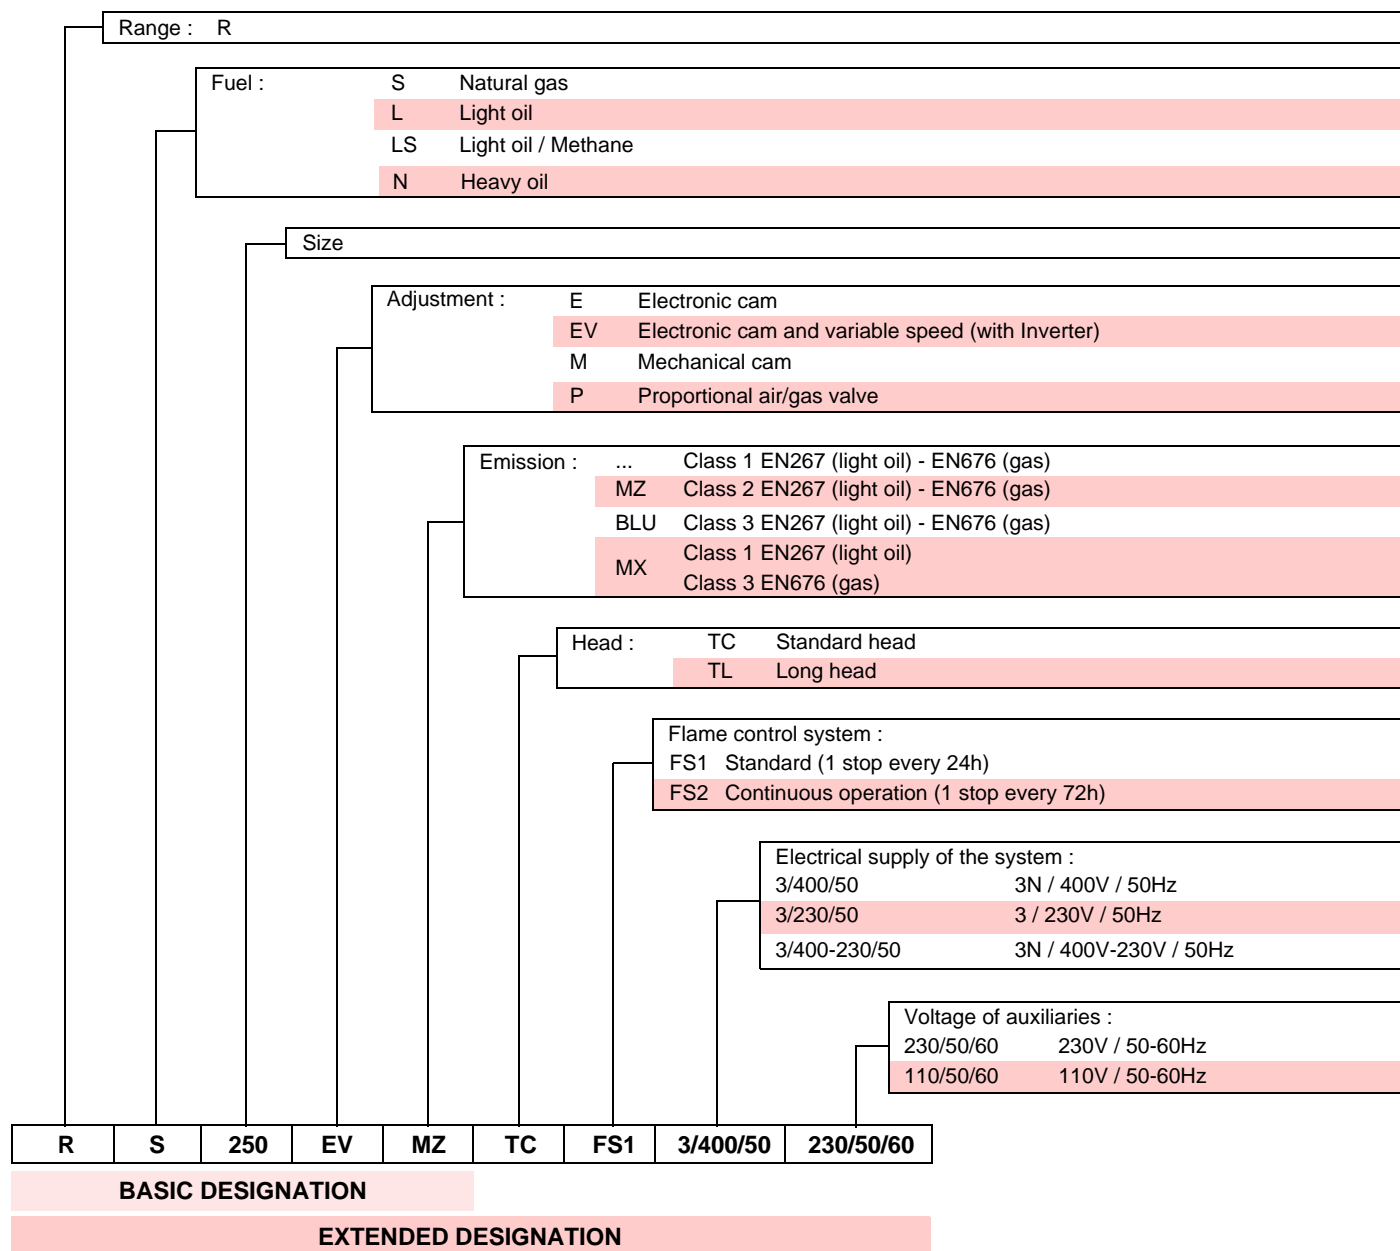 Range : R
Fuel : S Natural gas
L Light oil
LS Light oil / Methane
N Heavy oil
Size
Adjustment : E Electronic cam
EV Electronic cam and variable speed (with Inverter)
M Mechanical cam
P Proportional air/gas valve
Emission : ... Class 1 EN267 (light oil) - EN676 (gas)
MZ Class 2 EN267 (light oil) - EN676 (gas)
BLU Class 3 EN267 (light oil) - EN676 (gas)
MX Class 1 EN267 (light oil)
Class 3 EN676 (gas)
Head : TC Standard head
TL Long head
Flame control system :
FS1 Standard (1 stop every 24h)
FS2 Continuous operation (1 stop every 72h)
Electrical supply of the system :
3/400/50 3N / 400V / 50Hz
3/230/50 3 / 230V / 50Hz
3/400-230/50 3N / 400V-230V / 50Hz
Voltage of auxiliaries :
230/50/60 230V / 50-60Hz
110/50/60 110V / 50-60Hz
R S 250 EV MZ TC FS1 3/400/50 230/50/60
BASIC DESIGNATION
EXTENDED DESIGNATION